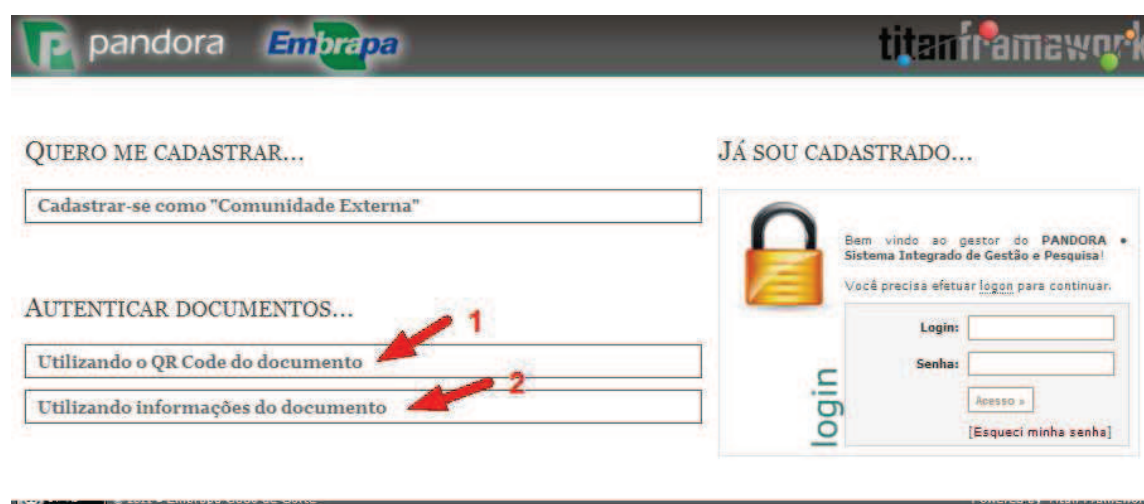 pandora Embrapa titanframework
QUERO ME CADASTRAR...
Cadastrar-se como "Comunidade Externa"
AUTENTICAR DOCUMENTOS...
1
Utilizando o QR Code do documento
2
Utilizando informações do documento
JÁ SOU CADASTRADO...
Bem vindo ao gestor do PANDORA •
Sistema Integrado de Gestão e Pesquisa!
Você precisa efetuar logon para continuar.
login
Login:
Senha:
Acesso »
[Esqueci minha senha]